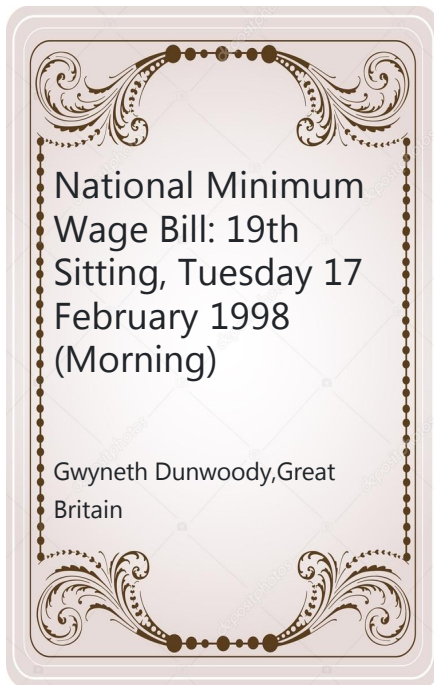 National Minimum
Wage Bill: 19th
Sitting, Tuesday 17
February 1998
(Morning)
Gwyneth Dunwoody,Great
Britain